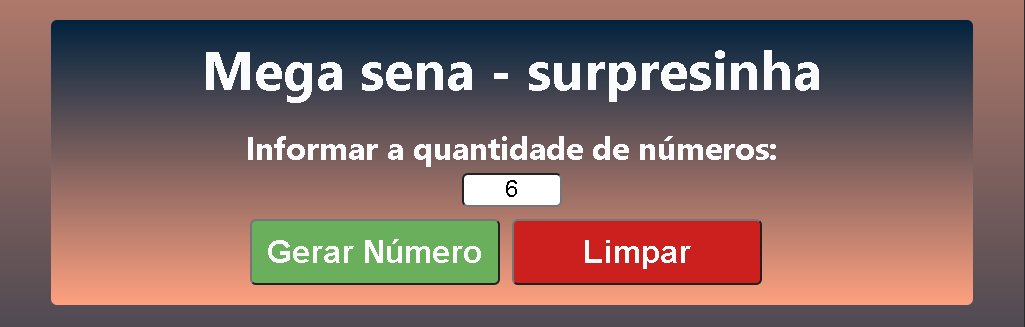 Mega sena - surpresinha
Informar a quantidade de números:
6
Gerar Número Limpar